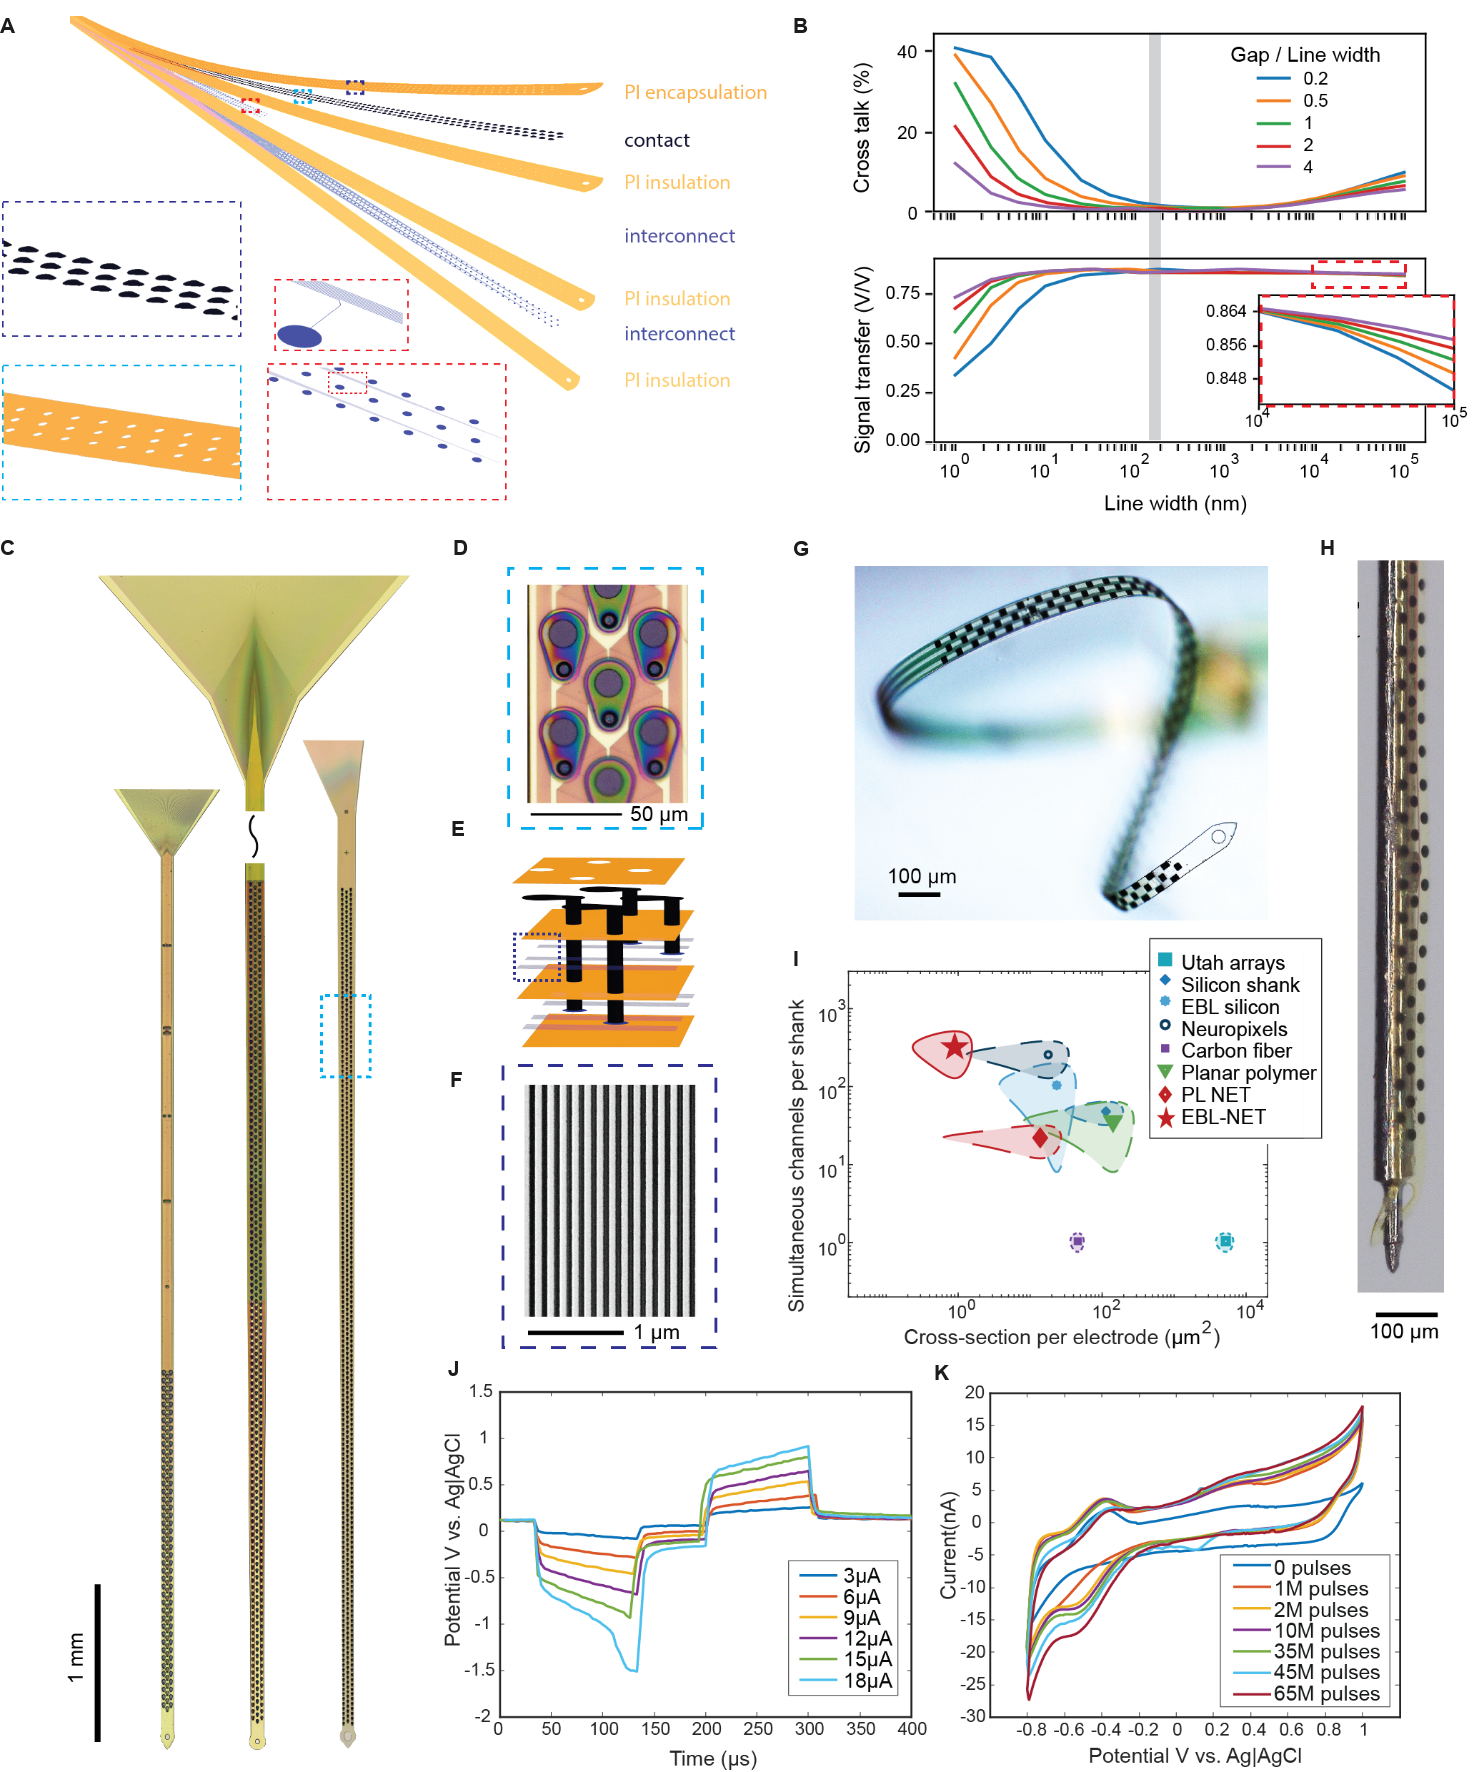 A
PI encapsulation
contact
PI insulation
interconnect
PI insulation
interconnect
PI insulation
B
Cross talk (%)
40
20
0
Gap / Line width
0.2
0.5
1
2
4
Signal transfer (V/V)
0.75
0.50
0.25
0.00
0.864
0.856
0.848
10^4
10^5
10^0
10^1
10^2
10^3
10^4
10^5
Line width (nm)
C
1 mm
D
50 µm
E
F
1 µm
G
100 µm
H
100 µm
I
Simultaneous channels per shank
10^3
10^2
10^1
10^0
10^0
10^2
10^4
Cross-section per electrode (µm^2)
Utah arrays
Silicon shank
EBL silicon
Neuropixels
Carbon fiber
Planar polymer
PL NET
EBL-NET
J
Potential V vs. Ag|AgCl
1.5
1
0.5
0
-0.5
-1
-1.5
-2
0
50
100
150
200
250
300
350
400
Time (µs)
3µA
6µA
9µA
12µA
15µA
18µA
K
Current(nA)
20
15
10
5
0
-5
-10
-15
-20
-25
-30
-0.8
-0.6
-0.4
-0.2
0
0.2
0.4
0.6
0.8
1
Potential V vs. Ag|AgCl
0 pulses
1M pulses
2M pulses
10M pulses
35M pulses
45M pulses
65M pulses